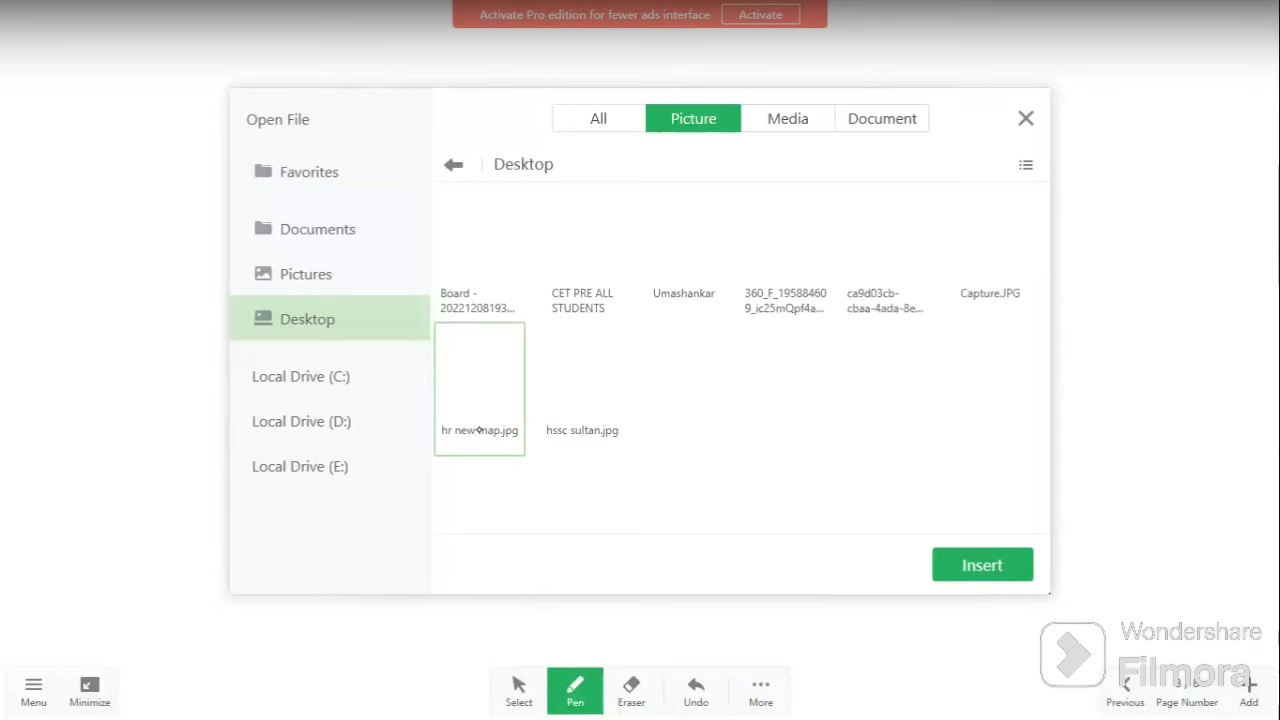 Activate Pro edition for fewer ads interface Activate
Open File
All Picture Media Document
Favorites
Desktop
Documents
Pictures
Desktop
Local Drive (C:)
Local Drive (D:)
Local Drive (E:)
Board -
20221208193...
CET PRE ALL
STUDENTS
Umashankar
360_F_19588460
9_ic25mQpf4a...
ca9d03cb-
cbaa-4ada-8e...
Capture.JPG
hr new map.jpg
hssc sultan.jpg
Insert
Wondershare
Filmora
Menu
Minimize
Select
Pen
Eraser
Undo
More
Previous
Page Number
Add